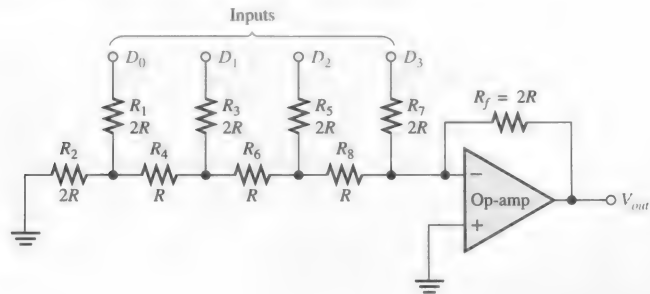 Inputs
D0 D1 D2 D3
R1 R3 R5 R7 Rf = 2R
2R 2R 2R 2R
R2 R4 R6 R8
2R R R R
−
Op-amp
Vout
+